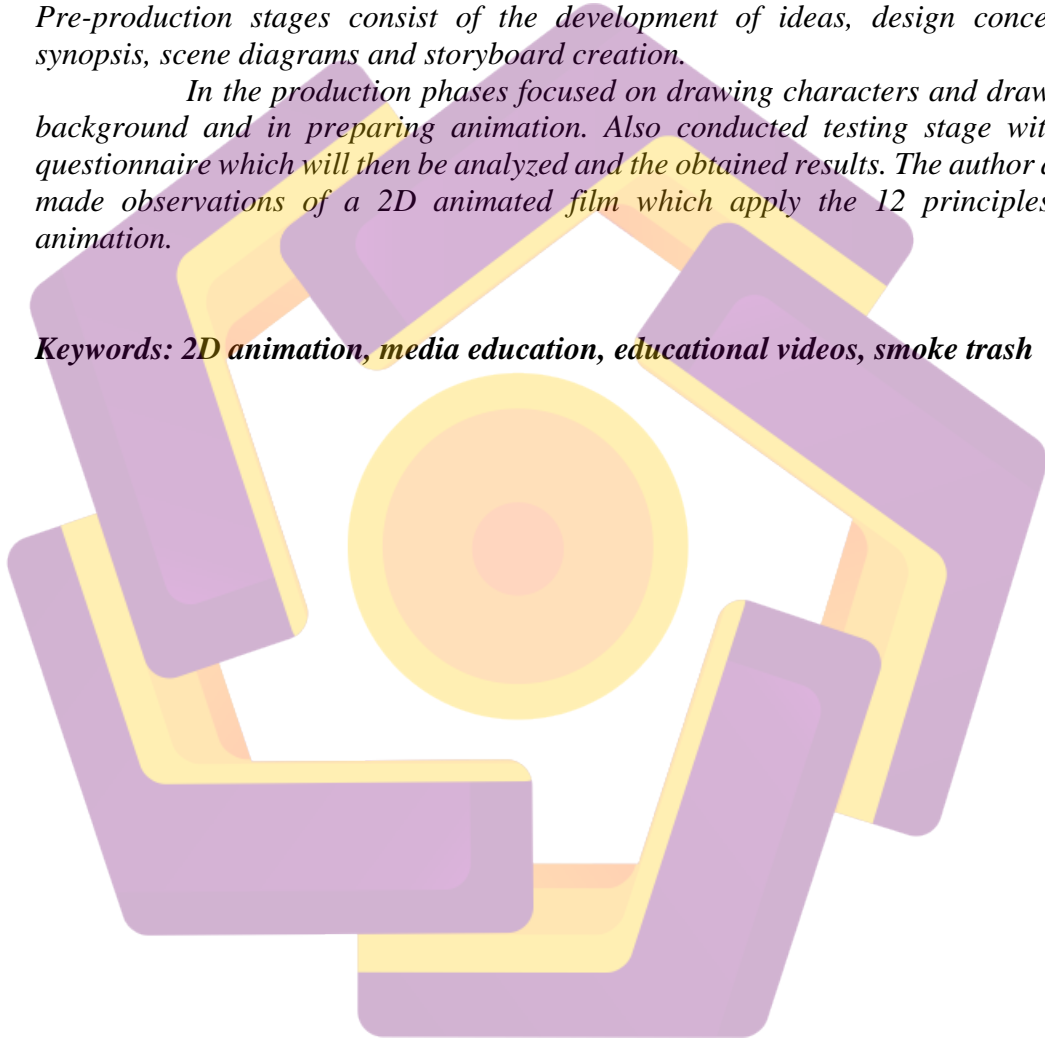 Pre-production stages consist of the development of ideas, design conce
synopsis, scene diagrams and storyboard creation.
In the production phases focused on drawing characters and draw
background and in preparing animation. Also conducted testing stage wit
questionnaire which will then be analyzed and the obtained results. The author
made observations of a 2D animated film which apply the 12 principles
animation.
Keywords: 2D animation, media education, educational videos, smoke trash